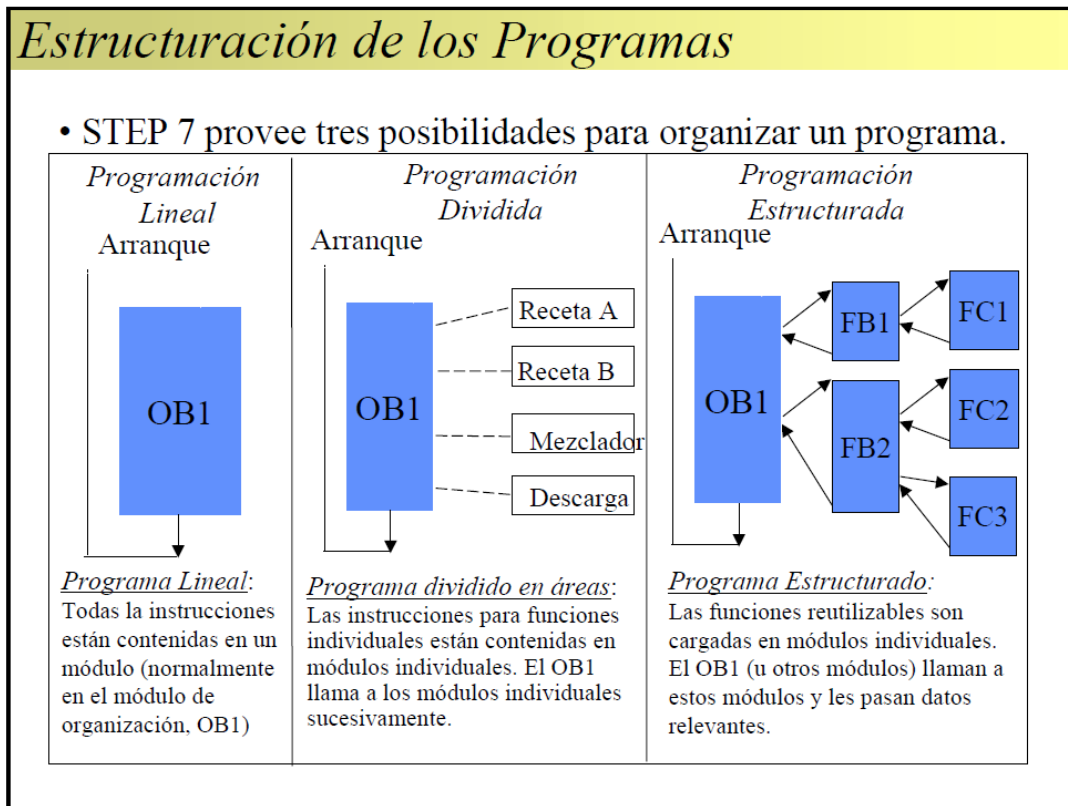 Estructuración de los Programas
• STEP 7 provee tres posibilidades para organizar un programa.
Programación
Lineal
Arranque
OB1
Programa Lineal:
Todas la instrucciones
están contenidas en un
módulo (normalmente
en el módulo de
organización, OB1)
Programación
Dividida
Arranque
OB1
Receta A
Receta B
Mezclador
Descarga
Programa dividido en áreas:
Las instrucciones para funciones
individuales están contenidas en
módulos individuales. El OB1
llama a los módulos individuales
sucesivamente.
Programación
Estructurada
Arranque
OB1
FB1
FC1
FB2
FC2
FC3
Programa Estructurado:
Las funciones reutilizables son
cargadas en módulos individuales.
El OB1 (u otros módulos) llaman a
estos módulos y les pasan datos
relevantes.